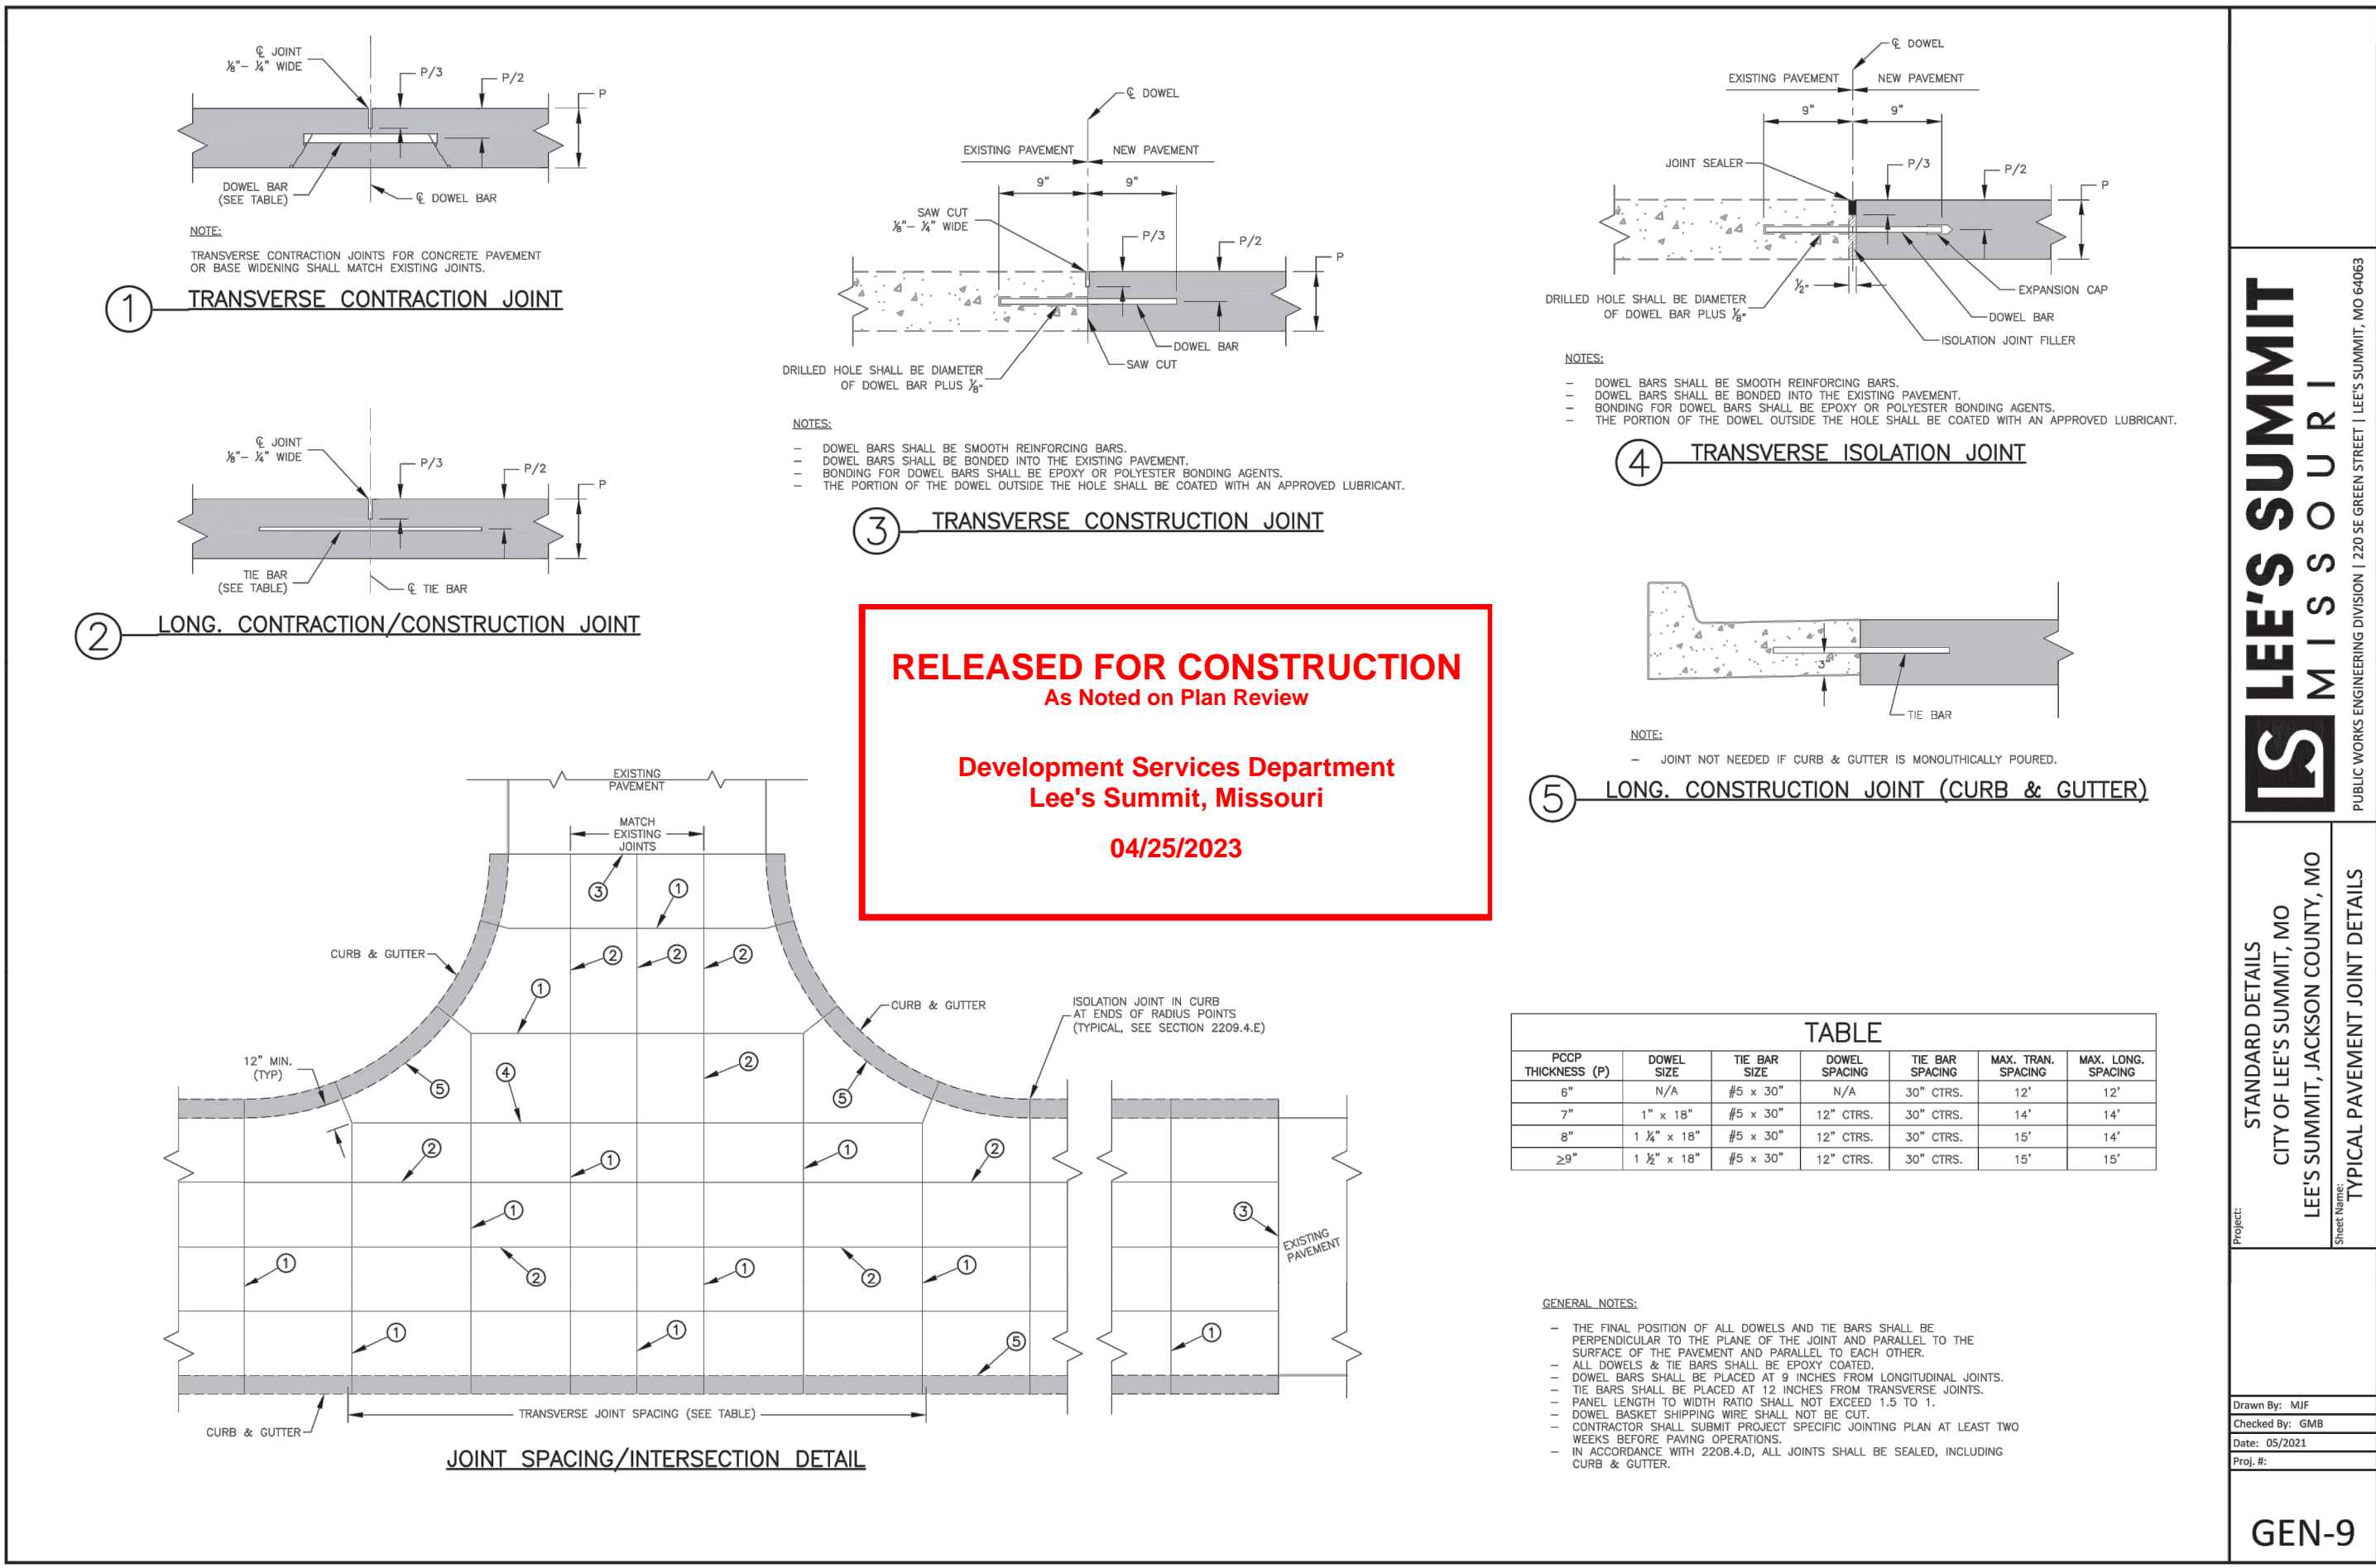 ℄ JOINT
⅛"– ¼" WIDE
P/3
P/2
P
DOWEL BAR
(SEE TABLE)
℄ DOWEL BAR
NOTE:
TRANSVERSE CONTRACTION JOINTS FOR CONCRETE PAVEMENT
OR BASE WIDENING SHALL MATCH EXISTING JOINTS.
1 TRANSVERSE CONTRACTION JOINT
℄ JOINT
⅛"– ¼" WIDE
P/3
P/2
P
TIE BAR
(SEE TABLE)
℄ TIE BAR
2 LONG. CONTRACTION/CONSTRUCTION JOINT
℄ DOWEL
EXISTING PAVEMENT
NEW PAVEMENT
9"
9"
SAW CUT
⅛"– ¼" WIDE
P/3
P/2
P
DOWEL BAR
SAW CUT
DRILLED HOLE SHALL BE DIAMETER
OF DOWEL BAR PLUS ⅛"
NOTES:
– DOWEL BARS SHALL BE SMOOTH REINFORCING BARS.
– DOWEL BARS SHALL BE BONDED INTO THE EXISTING PAVEMENT.
– BONDING FOR DOWEL BARS SHALL BE EPOXY OR POLYESTER BONDING AGENTS.
– THE PORTION OF THE DOWEL OUTSIDE THE HOLE SHALL BE COATED WITH AN APPROVED LUBRICANT.
3 TRANSVERSE CONSTRUCTION JOINT
℄ DOWEL
EXISTING PAVEMENT
NEW PAVEMENT
9"
9"
JOINT SEALER
P/3
P/2
P
½"
EXPANSION CAP
DRILLED HOLE SHALL BE DIAMETER
OF DOWEL BAR PLUS ⅛"
DOWEL BAR
ISOLATION JOINT FILLER
NOTES:
– DOWEL BARS SHALL BE SMOOTH REINFORCING BARS.
– DOWEL BARS SHALL BE BONDED INTO THE EXISTING PAVEMENT.
– BONDING FOR DOWEL BARS SHALL BE EPOXY OR POLYESTER BONDING AGENTS.
– THE PORTION OF THE DOWEL OUTSIDE THE HOLE SHALL BE COATED WITH AN APPROVED LUBRICANT.
4 TRANSVERSE ISOLATION JOINT
3"
TIE BAR
NOTE:
– JOINT NOT NEEDED IF CURB & GUTTER IS MONOLITHICALLY POURED.
5 LONG. CONSTRUCTION JOINT (CURB & GUTTER)
RELEASED FOR CONSTRUCTION
As Noted on Plan Review
Development Services Department
Lee's Summit, Missouri
04/25/2023
EXISTING
PAVEMENT
MATCH
EXISTING
JOINTS
3
1
CURB & GUTTER
2
2
2
1
CURB & GUTTER
ISOLATION JOINT IN CURB
AT ENDS OF RADIUS POINTS
(TYPICAL, SEE SECTION 2209.4.E)
12" MIN.
(TYP)
4
2
5
5
2
1
1
2
1
3
EXISTING
PAVEMENT
1
2
1
2
1
1
1
5
1
TRANSVERSE JOINT SPACING (SEE TABLE)
CURB & GUTTER
JOINT SPACING/INTERSECTION DETAIL
TABLE
PCCP
THICKNESS (P)
DOWEL
SIZE
TIE BAR
SIZE
DOWEL
SPACING
TIE BAR
SPACING
MAX. TRAN.
SPACING
MAX. LONG.
SPACING
6" N/A #5 x 30" N/A 30" CTRS. 12' 12'
7" 1" x 18" #5 x 30" 12" CTRS. 30" CTRS. 14' 14'
8" 1 ¼" x 18" #5 x 30" 12" CTRS. 30" CTRS. 15' 14'
≥9" 1 ½" x 18" #5 x 30" 12" CTRS. 30" CTRS. 15' 15'
GENERAL NOTES:
– THE FINAL POSITION OF ALL DOWELS AND TIE BARS SHALL BE
PERPENDICULAR TO THE PLANE OF THE JOINT AND PARALLEL TO THE
SURFACE OF THE PAVEMENT AND PARALLEL TO EACH OTHER.
– ALL DOWELS & TIE BARS SHALL BE EPOXY COATED.
– DOWEL BARS SHALL BE PLACED AT 9 INCHES FROM LONGITUDINAL JOINTS.
– TIE BARS SHALL BE PLACED AT 12 INCHES FROM TRANSVERSE JOINTS.
– PANEL LENGTH TO WIDTH RATIO SHALL NOT EXCEED 1.5 TO 1.
– DOWEL BASKET SHIPPING WIRE SHALL NOT BE CUT.
– CONTRACTOR SHALL SUBMIT PROJECT SPECIFIC JOINTING PLAN AT LEAST TWO
WEEKS BEFORE PAVING OPERATIONS.
– IN ACCORDANCE WITH 2208.4.D, ALL JOINTS SHALL BE SEALED, INCLUDING
CURB & GUTTER.
LS LEE'S SUMMIT
MISSOURI
PUBLIC WORKS ENGINEERING DIVISION | 220 SE GREEN STREET | LEE'S SUMMIT, MO 64063
Project:
STANDARD DETAILS
CITY OF LEE'S SUMMIT, MO
LEE'S SUMMIT, JACKSON COUNTY, MO
Sheet Name:
TYPICAL PAVEMENT JOINT DETAILS
Drawn By: MJF
Checked By: GMB
Date: 05/2021
Proj. #:
GEN-9